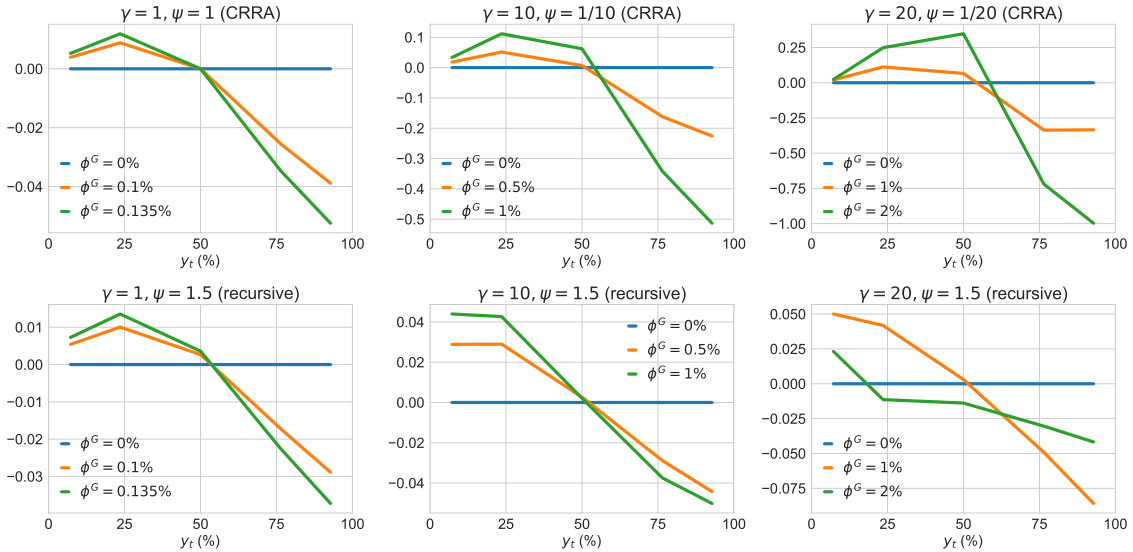 γ = 1, ψ = 1 (CRRA)
0.00
−0.02
−0.04
ϕ^G = 0%
ϕ^G = 0.1%
ϕ^G = 0.135%
0 25 50 75 100
y_t (%)
γ = 10, ψ = 1/10 (CRRA)
0.1
0.0
−0.1
−0.2
−0.3
−0.4
−0.5
ϕ^G = 0%
ϕ^G = 0.5%
ϕ^G = 1%
0 25 50 75 100
y_t (%)
γ = 20, ψ = 1/20 (CRRA)
0.25
0.00
−0.25
−0.50
−0.75
−1.00
ϕ^G = 0%
ϕ^G = 1%
ϕ^G = 2%
0 25 50 75 100
y_t (%)
γ = 1, ψ = 1.5 (recursive)
0.01
0.00
−0.01
−0.02
−0.03
ϕ^G = 0%
ϕ^G = 0.1%
ϕ^G = 0.135%
0 25 50 75 100
y_t (%)
γ = 10, ψ = 1.5 (recursive)
0.04
0.02
0.00
−0.02
−0.04
ϕ^G = 0%
ϕ^G = 0.5%
ϕ^G = 1%
0 25 50 75 100
y_t (%)
γ = 20, ψ = 1.5 (recursive)
0.050
0.025
0.000
−0.025
−0.050
−0.075
ϕ^G = 0%
ϕ^G = 1%
ϕ^G = 2%
0 25 50 75 100
y_t (%)